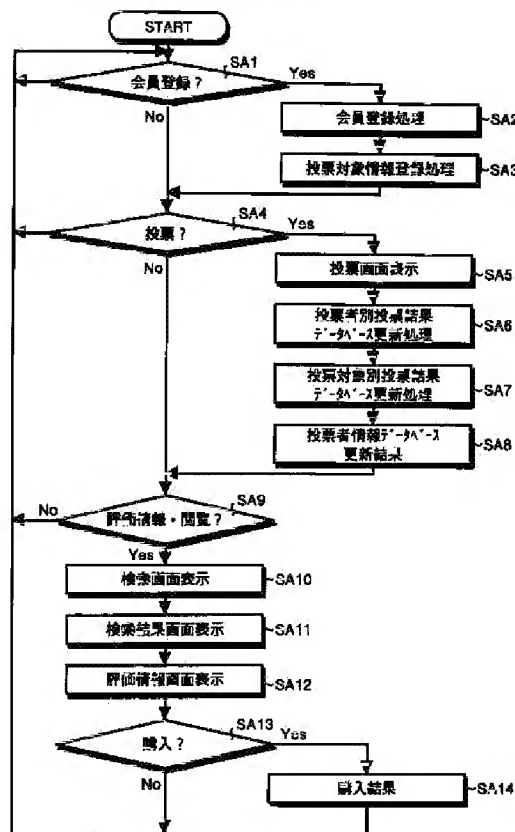 START
SA1
会員登録？
Yes
No
会員登録処理
SA2
投票対象情報登録処理
SA3
SA4
投票？
Yes
No
投票画面表示
SA5
投票者別投票結果
データベース更新処理
SA6
投票対象別投票結果
データベース更新処理
SA7
投票者情報データベース
更新結果
SA8
SA9
No
評価情報・閲覧？
Yes
検索画面表示
SA10
検索結果画面表示
SA11
評価情報画面表示
SA12
SA13
購入？
Yes
No
購入結果
SA14